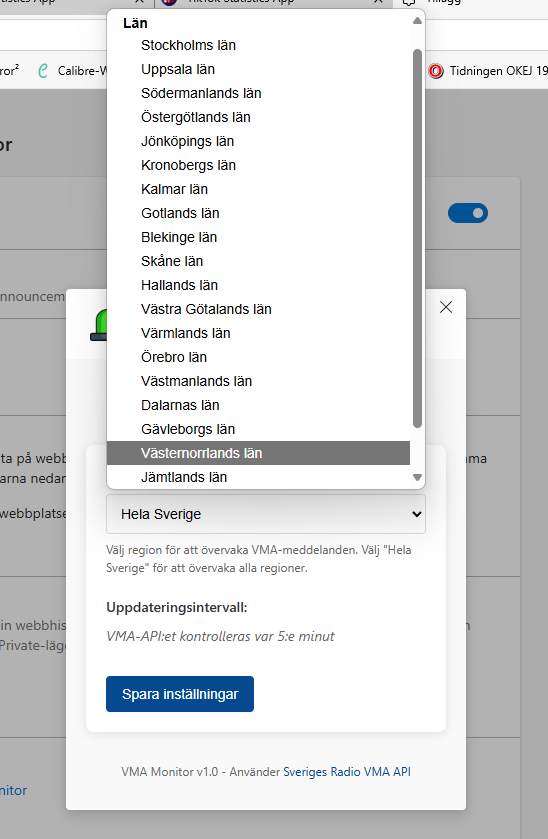 TikTok Statistics App
Tillägg
Län
Stockholms län
ror²
Calibre-W
Uppsala län
Tidningen OKEJ 19
Södermanlands län
Östergötlands län
or
Jönköpings län
Kronobergs län
Kalmar län
Gotlands län
Blekinge län
Skåne län
Hallands län
nnouncem
Västra Götalands län
Värmlands län
Örebro län
Västmanlands län
Dalarnas län
Gävleborgs län
ta på webb
Västernorrlands län
ma
arna nedar
Jämtlands län
webbplatse
Hela Sverige
Välj region för att övervaka VMA-meddelanden. Välj "Hela
Sverige" för att övervaka alla regioner.
Uppdateringsintervall:
in webbhis
VMA-API:et kontrolleras var 5:e minut
Private-läg
Spara inställningar
VMA Monitor v1.0 - Använder Sveriges Radio VMA API
nitor